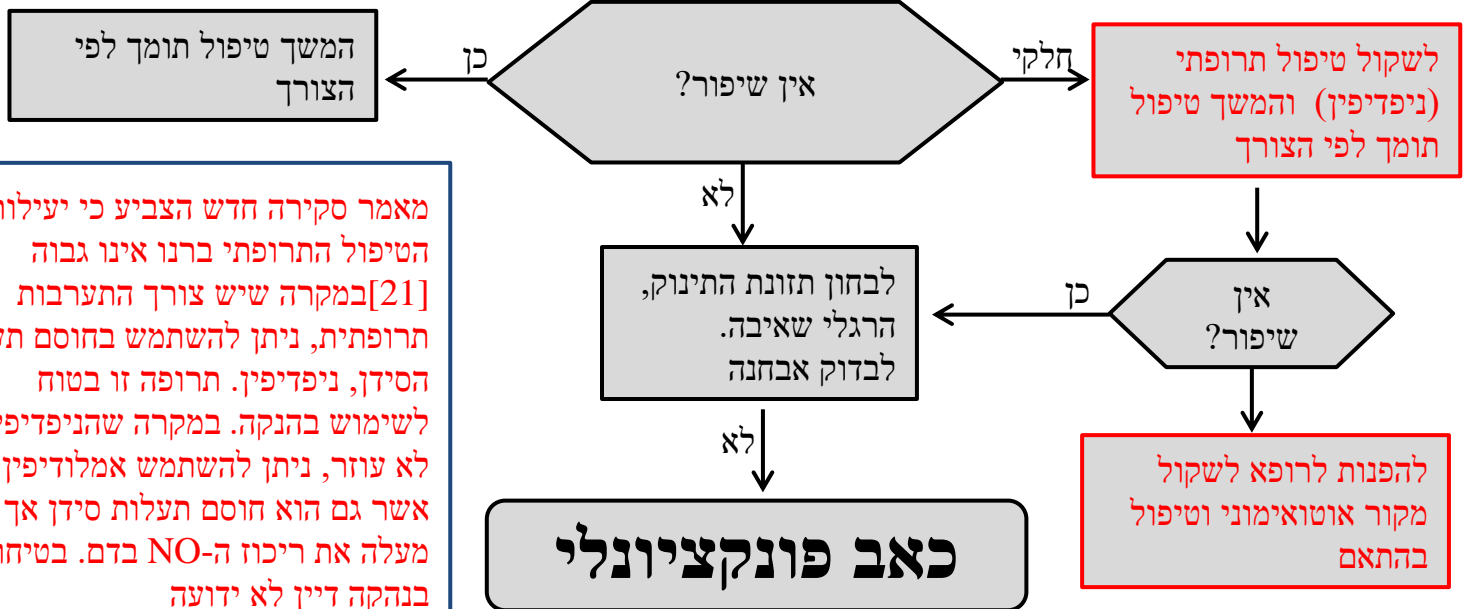 המשך טיפול תומך לפי
הצורך
כן
אין שיפור?
חלקי
לשקול טיפול תרופתי
(ניפדיפין) והמשך טיפול
תומך לפי הצורך
לא
לבחון תזונת התינוק,
הרגלי שאיבה.
לבדוק אבחנה
כן
אין
שיפור?
לא
כאב פונקציונלי
להפנות לרופא לשקול
מקור אוטואימוני וטיפול
בהתאם
מאמר סקירה חדש הצביע כי
הטיפול התרופתי ברנו אינו גבוה
[21]במקרה שיש צורך התערבות
תרופתית, ניתן להשתמש בחוסם
הסידן, ניפדיפין. תרופה זו בטוח
לשימוש בהנקה. במקרה
לא עוזר, ניתן להשתמש אמלודיפין
אשר גם הוא חוסם תעלות סידן אך
מעלה את ריכוז ה-NO בדם.
בנהקה דיין לא ידועה